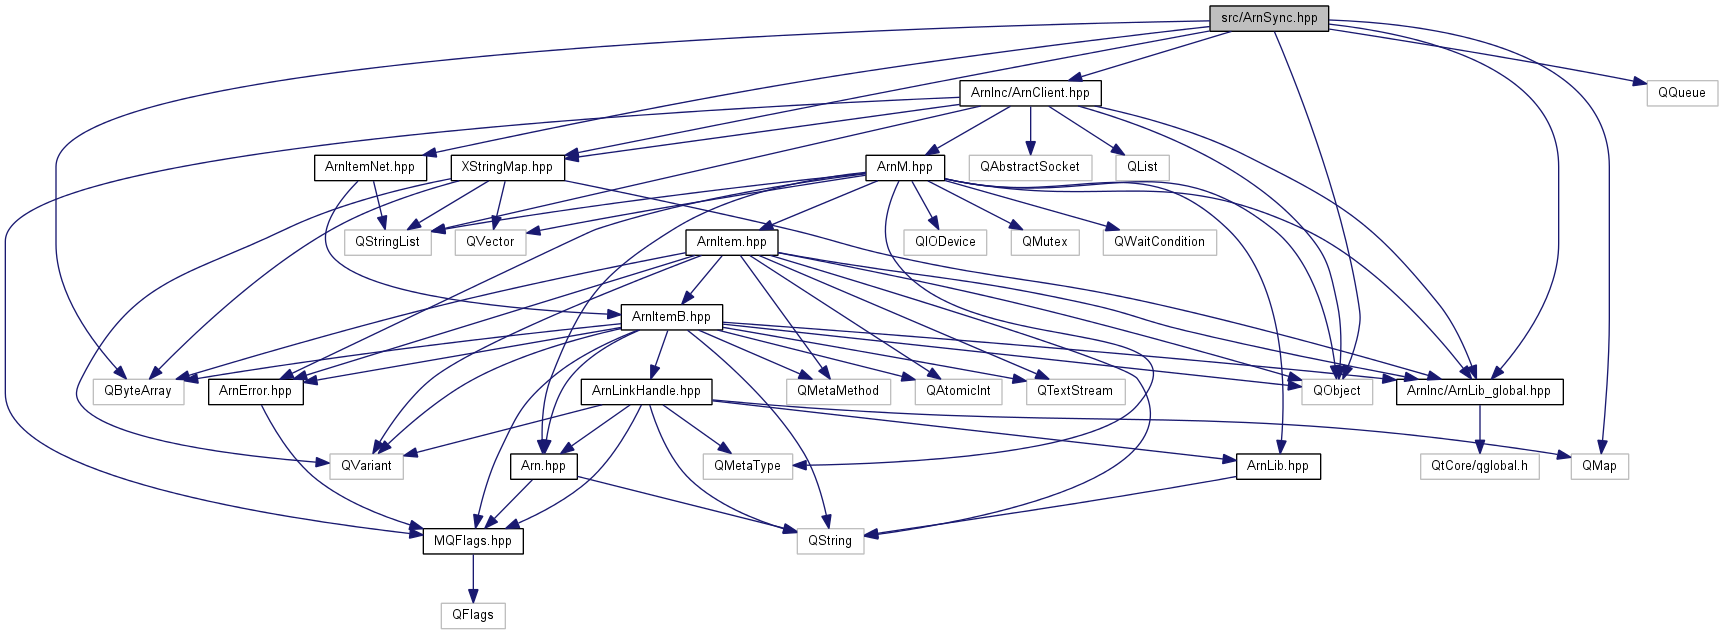 src/ArnSync.hpp
ArnInc/ArnClient.hpp
QQueue
ArnItemNet.hpp
XStringMap.hpp
ArnM.hpp
QAbstractSocket
QList
QStringList
QVector
ArnItem.hpp
QIODevice
QMutex
QWaitCondition
ArnItemB.hpp
QByteArray
ArnError.hpp
ArnLinkHandle.hpp
QMetaMethod
QAtomicInt
QTextStream
QObject
ArnInc/ArnLib_global.hpp
QVariant
Arn.hpp
QMetaType
ArnLib.hpp
QtCore/qglobal.h
QMap
MQFlags.hpp
QString
QFlags